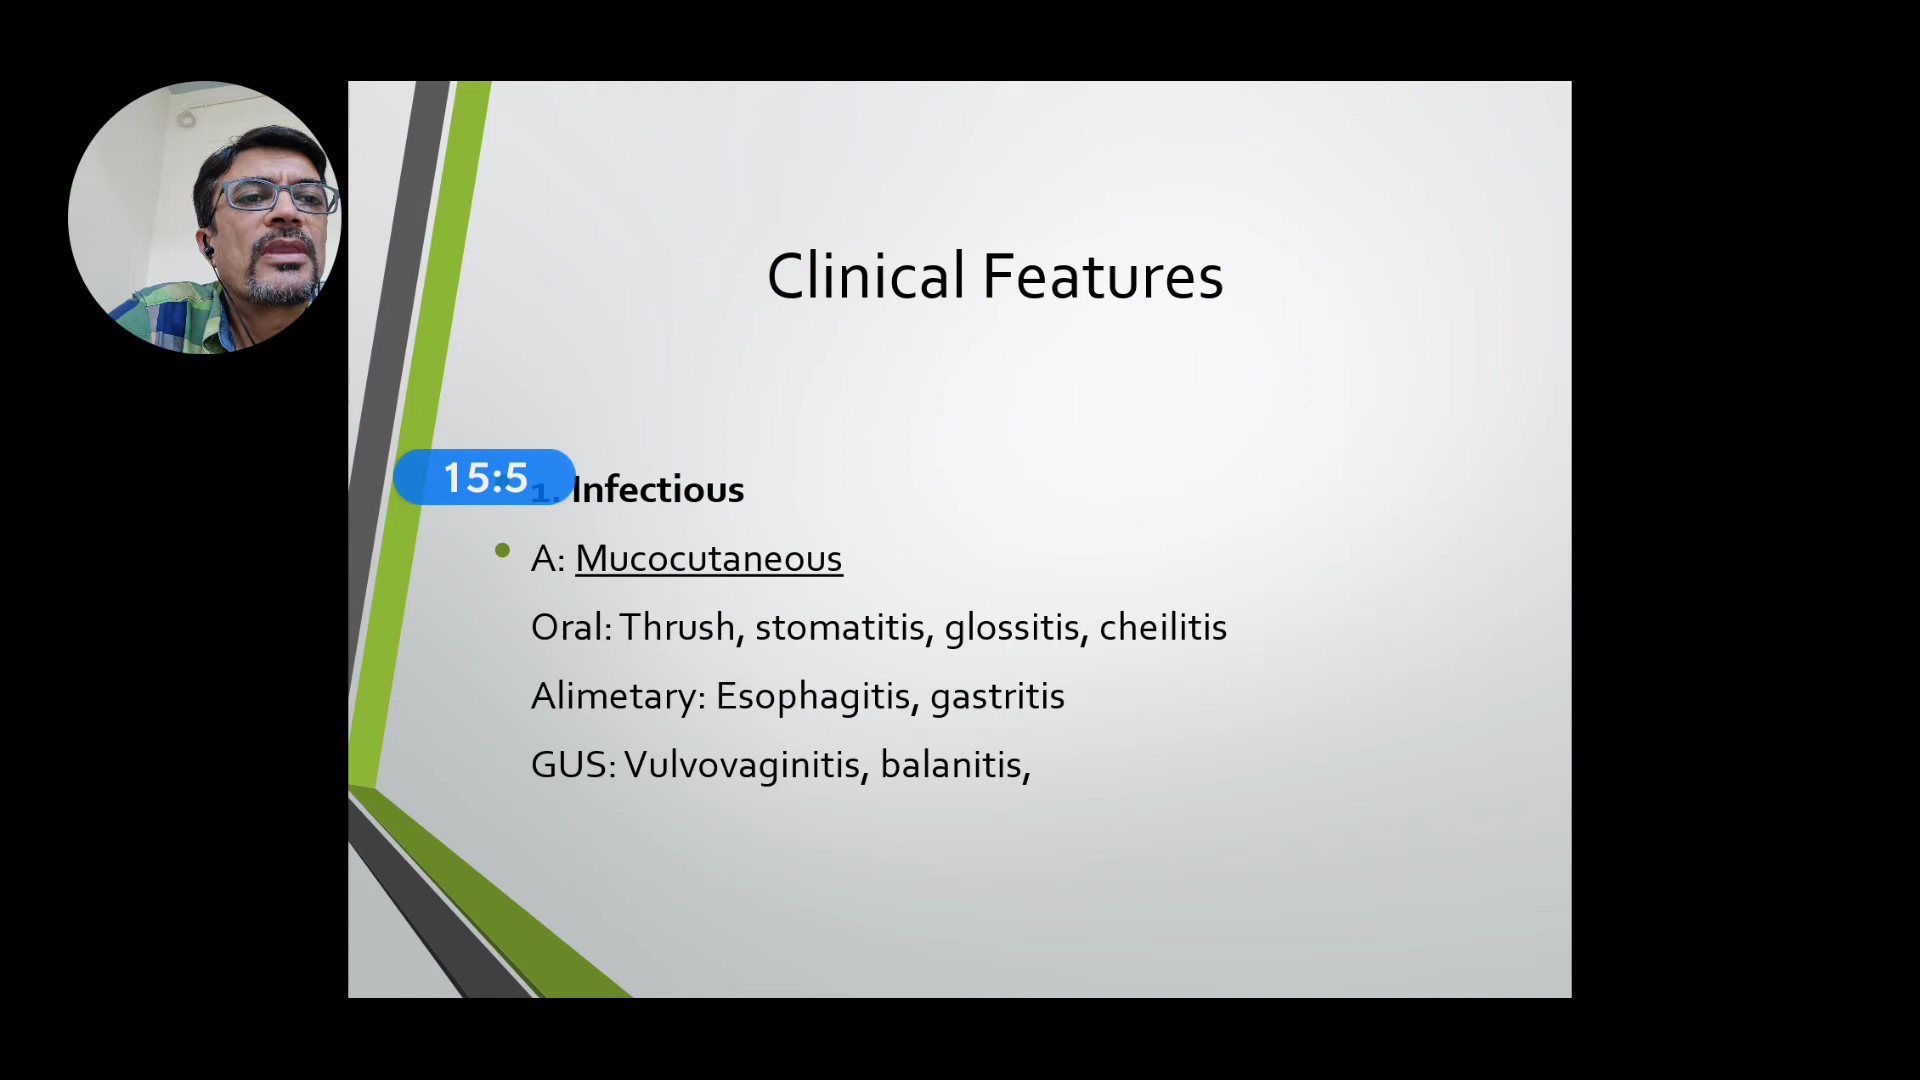 Clinical Features
15:5
1. Infectious
A: Mucocutaneous
Oral: Thrush, stomatitis, glossitis, cheilitis
Alimetary: Esophagitis, gastritis
GUS: Vulvovaginitis, balanitis,